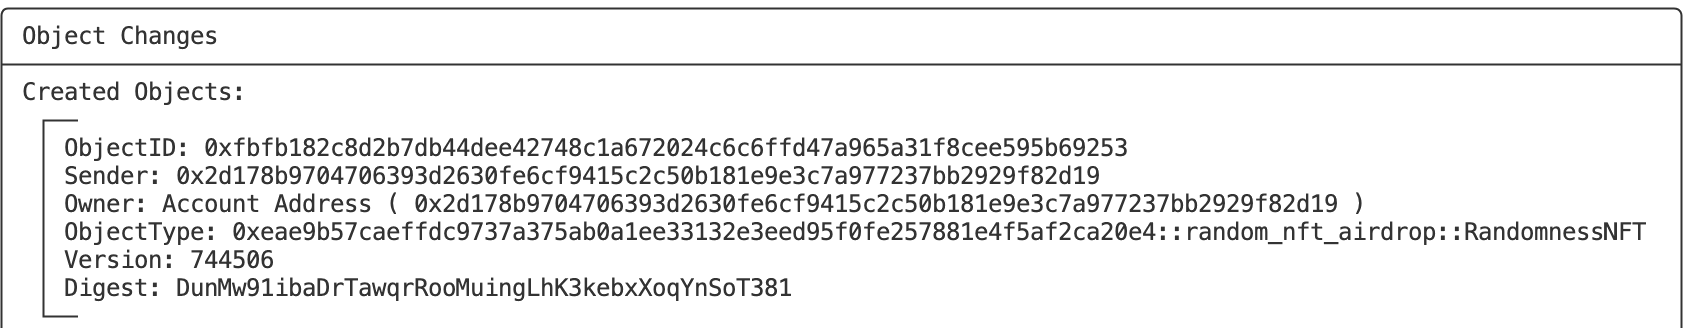 Object Changes
Created Objects:
ObjectID: 0xfbfb182c8d2b7db44dee42748c1a672024c6c6ffd47a965a31f8cee595b69253
Sender: 0x2d178b9704706393d2630fe6cf9415c2c50b181e9e3c7a977237bb2929f82d19
Owner: Account Address ( 0x2d178b9704706393d2630fe6cf9415c2c50b181e9e3c7a977237bb2929f82d19 )
ObjectType: 0xeae9b57caeffdc9737a375ab0a1ee33132e3eed95f0fe257881e4f5af2ca20e4::random_nft_airdrop::RandomnessNFT
Version: 744506
Digest: DunMw91ibaDrTawqrRooMuingLhK3kebxXoqYnSoT381